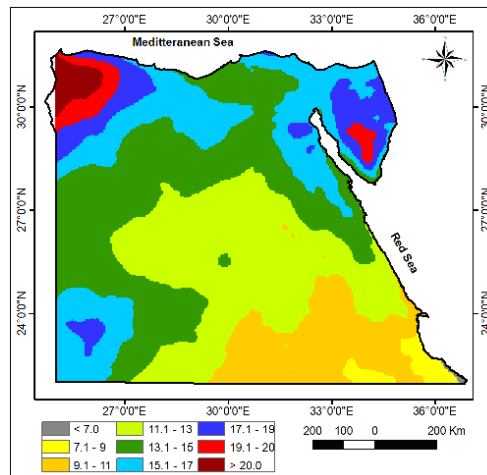 27°0'0"E 30°0'0"E 33°0'0"E 36°0'0"E
Meditteranean Sea
30°0'0"N 30°0'0"N
27°0'0"N 27°0'0"N
Red Sea
24°0'0"N 24°0'0"N
27°0'0"E 30°0'0"E 33°0'0"E 36°0'0"E
< 7.0 11.1 - 13 17.1 - 19
7.1 - 9 13.1 - 15 19.1 - 20
9.1 - 11 15.1 - 17 > 20.0
200 100 0 200 Km